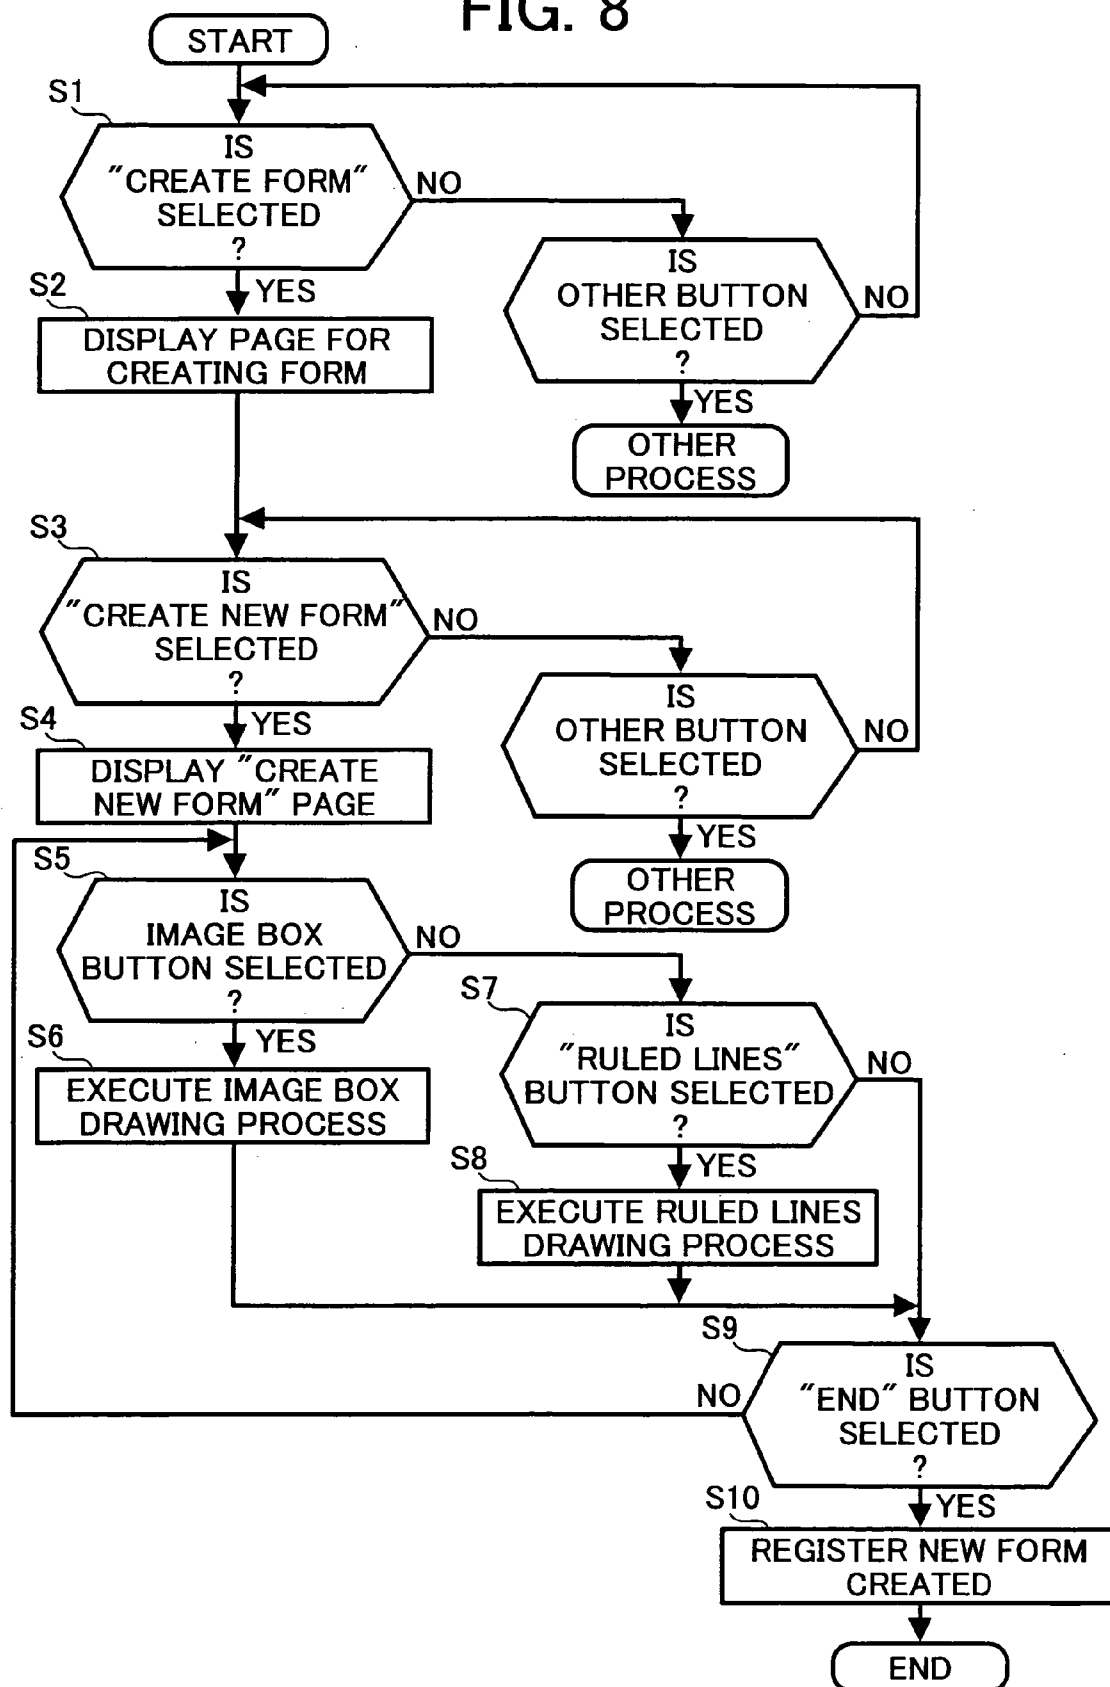 FIG. 8
START
S1
IS
"CREATE FORM"
SELECTED
?
NO
YES
IS
OTHER BUTTON
SELECTED
?
NO
YES
OTHER
PROCESS
S2
DISPLAY PAGE FOR
CREATING FORM
S3
IS
"CREATE NEW FORM"
SELECTED
?
NO
YES
IS
OTHER BUTTON
SELECTED
?
NO
YES
OTHER
PROCESS
S4
DISPLAY "CREATE
NEW FORM" PAGE
S5
IS
IMAGE BOX
BUTTON SELECTED
?
NO
YES
S6
EXECUTE IMAGE BOX
DRAWING PROCESS
S7
IS
"RULED LINES"
BUTTON SELECTED
?
NO
YES
S8
EXECUTE RULED LINES
DRAWING PROCESS
S9
IS
"END" BUTTON
SELECTED
?
NO
YES
S10
REGISTER NEW FORM
CREATED
END